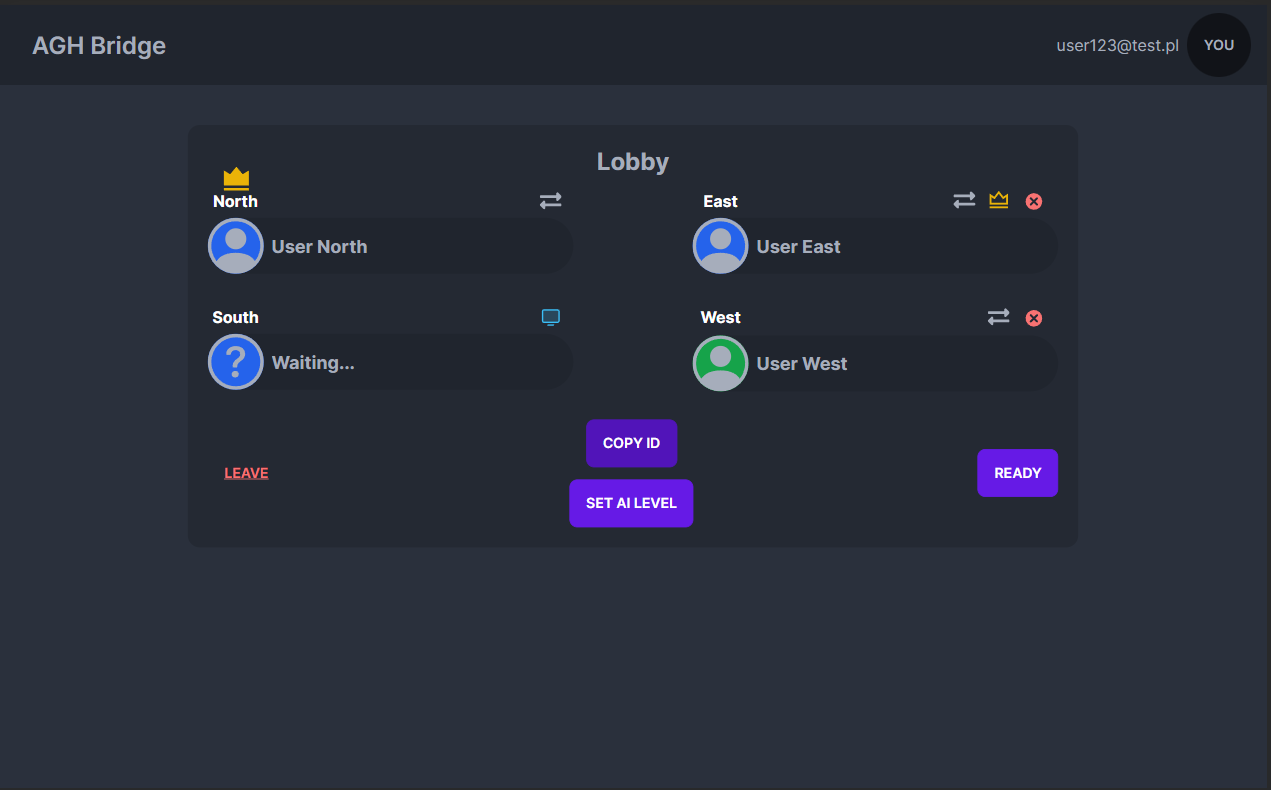 AGH Bridge
user123@test.pl
YOU
Lobby
North
User North
East
User East
South
?
Waiting...
West
User West
COPY ID
LEAVE
SET AI LEVEL
READY